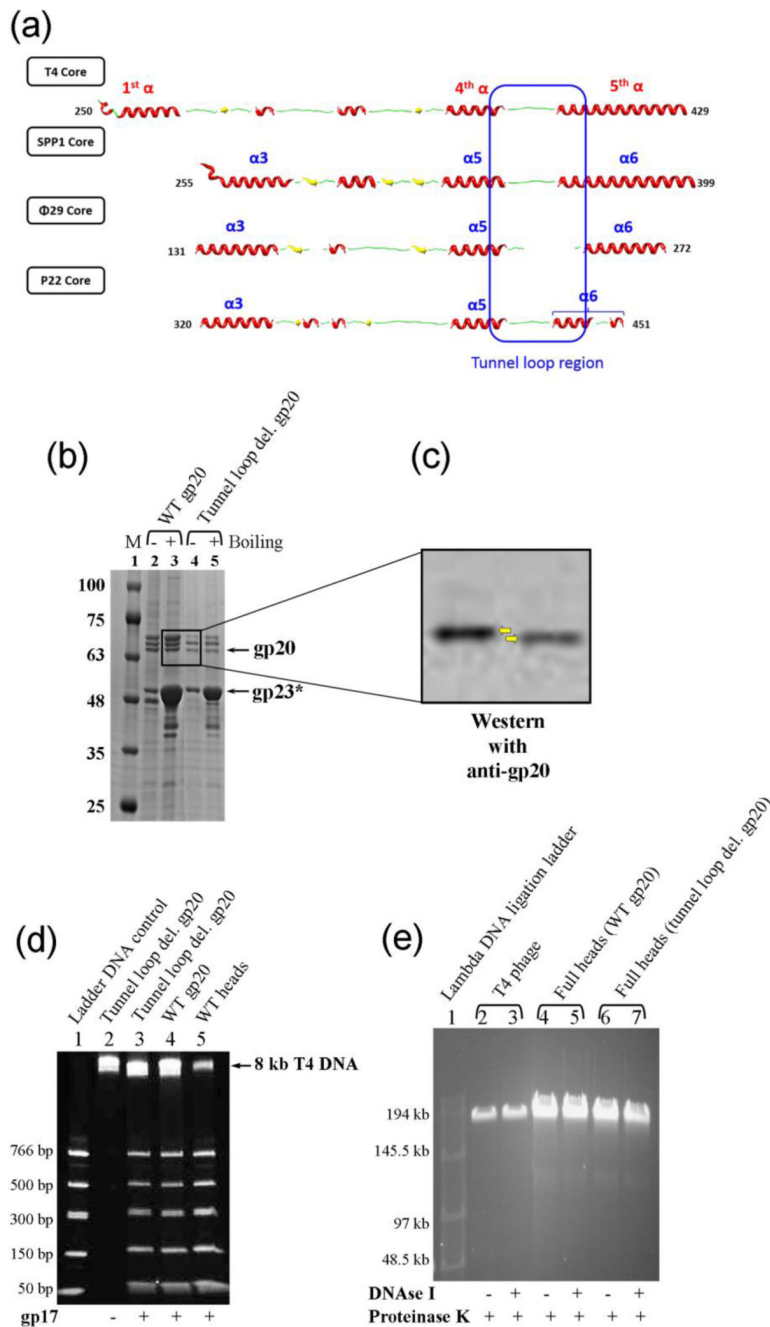 (a)
T4 Core
1st α
4th α
5th α
250
429
SPP1 Core
α3
α5
α6
255
399
Φ29 Core
α3
α5
α6
131
272
P22 Core
α3
α5
α6
320
451
Tunnel loop region
(b)
WT gp20
Tunnel loop del. gp20
M - + - + Boiling
1 2 3 4 5
100
75
63
48
35
25
gp20
gp23*
(c)
Western
with
anti-gp20
(d)
Ladder DNA control
Tunnel loop del. gp20
Tunnel loop del. gp20
WT gp20
WT heads
1 2 3 4 5
8 kb T4 DNA
766 bp
500 bp
300 bp
150 bp
50 bp
gp17 - + + +
(e)
Lambda DNA ligation ladder
T4 phage
Full heads (WT gp20)
Full heads (tunnel loop del. gp20)
1 2 3 4 5 6 7
194 kb
145.5 kb
97 kb
48.5 kb
DNAse I - + - + - +
Proteinase K + + + + + +